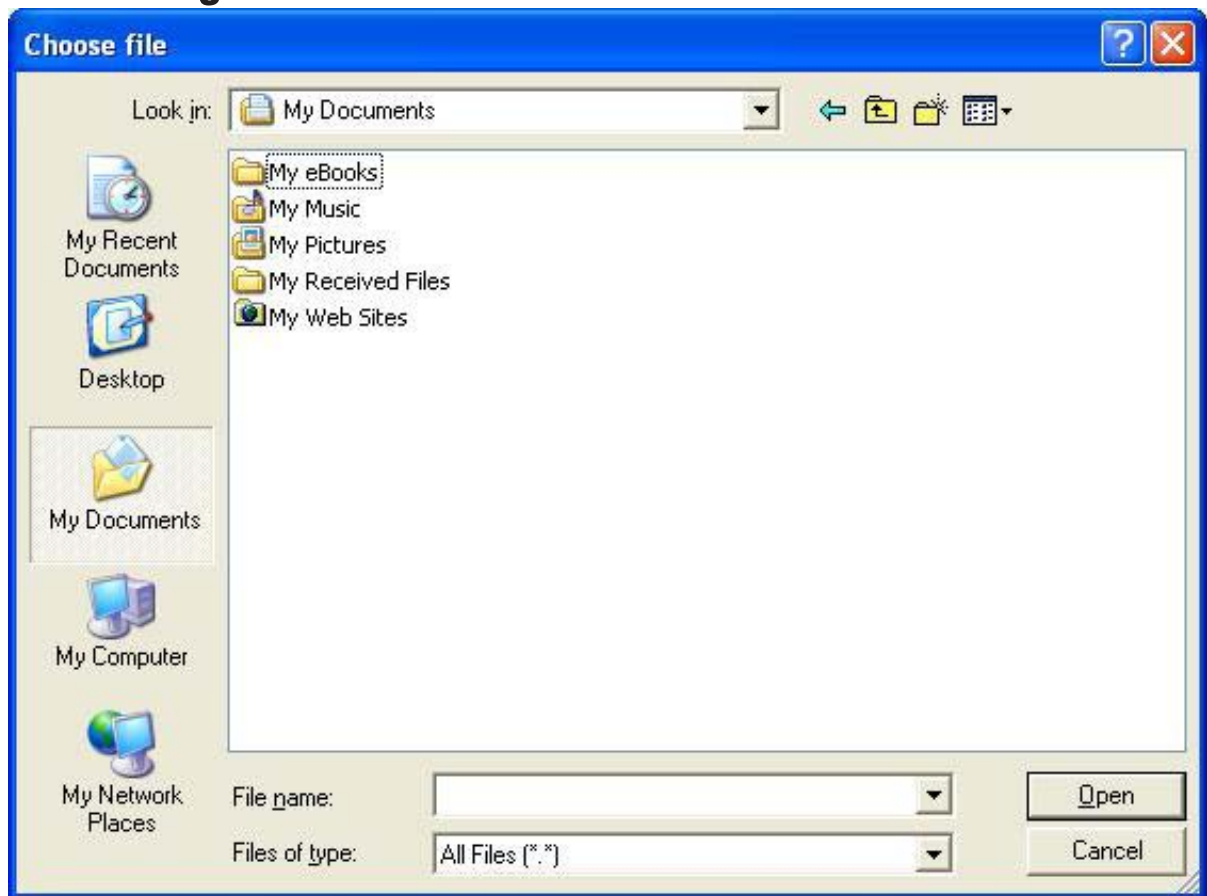 Choose file
Look in:
My Documents
My eBooks
My Music
My Pictures
My Received Files
My Web Sites
My Recent
Documents
Desktop
My Documents
My Computer
My Network
Places
File name:
Open
Files of type:
All Files (*.*)
Cancel